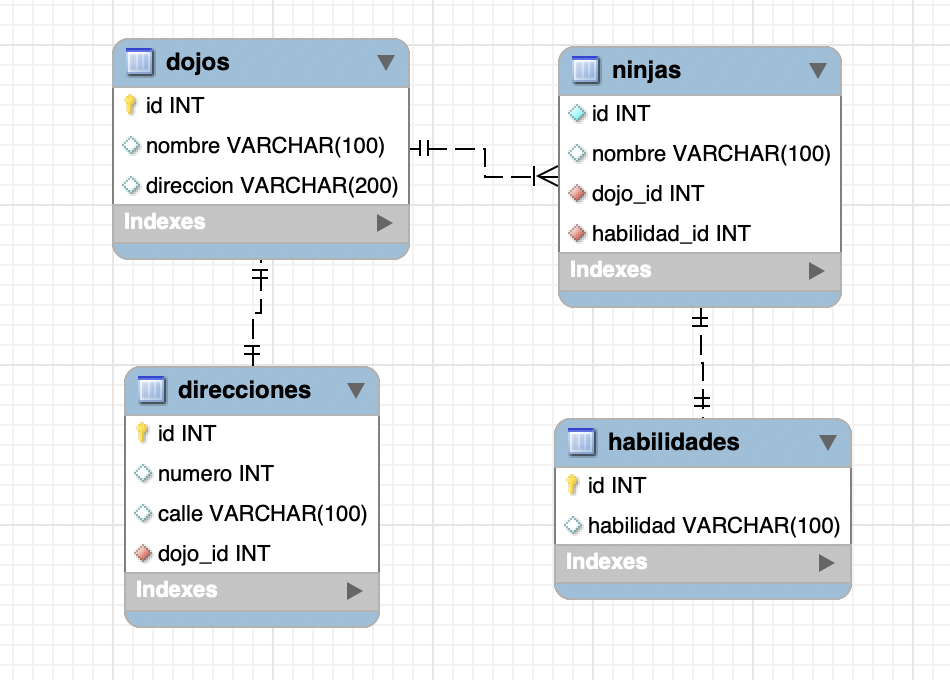 dojos
id INT
nombre VARCHAR(100)
direccion VARCHAR(200)
Indexes
ninjas
id INT
nombre VARCHAR(100)
dojo_id INT
habilidad_id INT
Indexes
direcciones
id INT
numero INT
calle VARCHAR(100)
dojo_id INT
Indexes
habilidades
id INT
habilidad VARCHAR(100)
Indexes